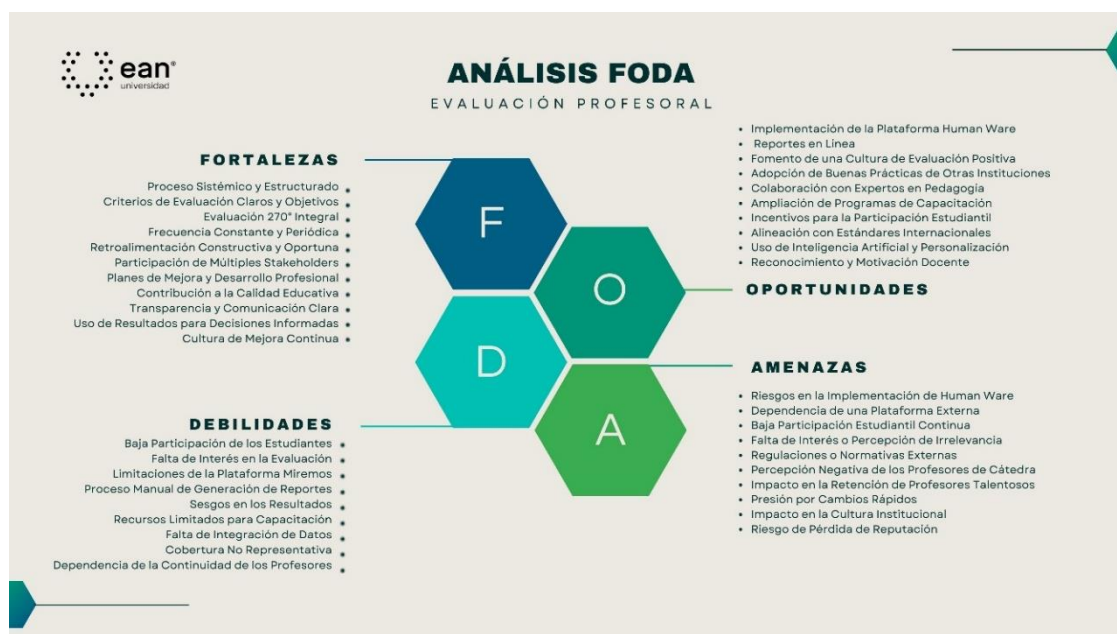 ean®
universidad
ANÁLISIS FODA
EVALUACIÓN PROFESORAL
FORTALEZAS
Proceso Sistémico y Estructurado
Criterios de Evaluación Claros y Objetivos
Evaluación 270° Integral
Frecuencia Constante y Periódica
Retroalimentación Constructiva y Oportuna
Participación de Múltiples Stakeholders
Planes de Mejora y Desarrollo Profesional
Contribución a la Calidad Educativa
Transparencia y Comunicación Clara
Uso de Resultados para Decisiones Informadas
Cultura de Mejora Continua
F
O
D
A
Implementación de la Plataforma Human Ware
Reportes en Línea
Fomento de una Cultura de Evaluación Positiva
Adopción de Buenas Prácticas de Otras Instituciones
Colaboración con Expertos en Pedagogía
Ampliación de Programas de Capacitación
Incentivos para la Participación Estudiantil
Alineación con Estándares Internacionales
Uso de Inteligencia Artificial y Personalización
Reconocimiento y Motivación Docente
OPORTUNIDADES
DEBILIDADES
Baja Participación de los Estudiantes
Falta de Interés en la Evaluación
Limitaciones de la Plataforma Miremos
Proceso Manual de Generación de Reportes
Sesgos en los Resultados
Recursos Limitados para Capacitación
Falta de Integración de Datos
Cobertura No Representativa
Dependencia de la Continuidad de los Profesores
AMENAZAS
Riesgos en la Implementación de Human Ware
Dependencia de una Plataforma Externa
Baja Participación Estudiantil Continua
Falta de Interés o Percepción de Irrelevancia
Regulaciones o Normativas Externas
Percepción Negativa de los Profesores de Cátedra
Impacto en la Retención de Profesores Talentosos
Presión por Cambios Rápidos
Impacto en la Cultura Institucional
Riesgo de Pérdida de Reputación